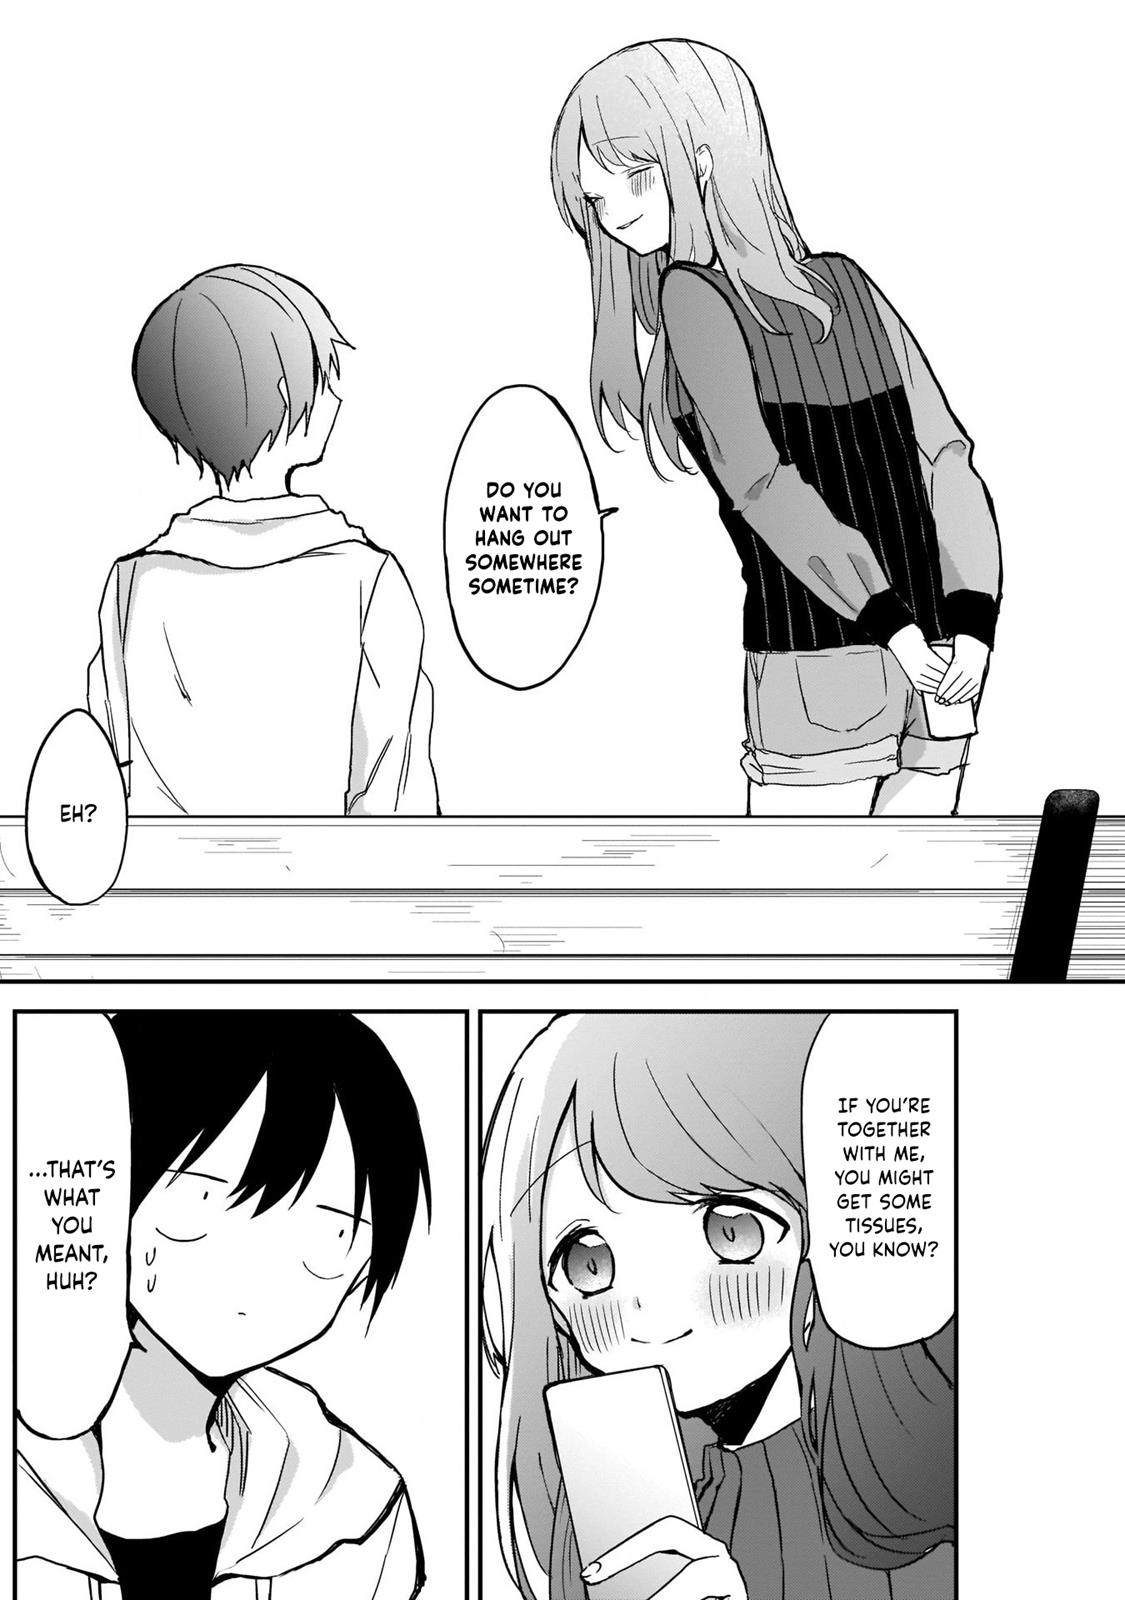 DO YOU
WANT TO
HANG OUT
SOMEWHERE
SOMETIME?
EH?
IF YOU'RE
TOGETHER
WITH ME,
YOU MIGHT
GET SOME
TISSUES,
YOU KNOW?
...THAT'S
WHAT
YOU
MEANT,
HUH?